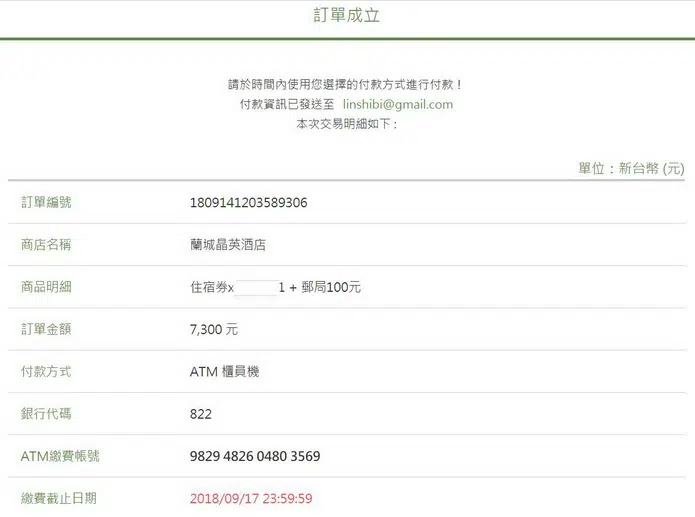 訂單成立
請於時間內使用您選擇的付款方式進行付款！
付款資訊已發送至 linshibi@gmail.com
本次交易明細如下：
單位：新台幣 (元)
訂單編號 1809141203589306
商店名稱 蘭城晶英酒店
商品明細 住宿券x 1 + 郵局100元
訂單金額 7,300 元
付款方式 ATM 櫃員機
銀行代碼 822
ATM繳費帳號 9829 4826 0480 3569
繳費截止日期 2018/09/17 23:59:59